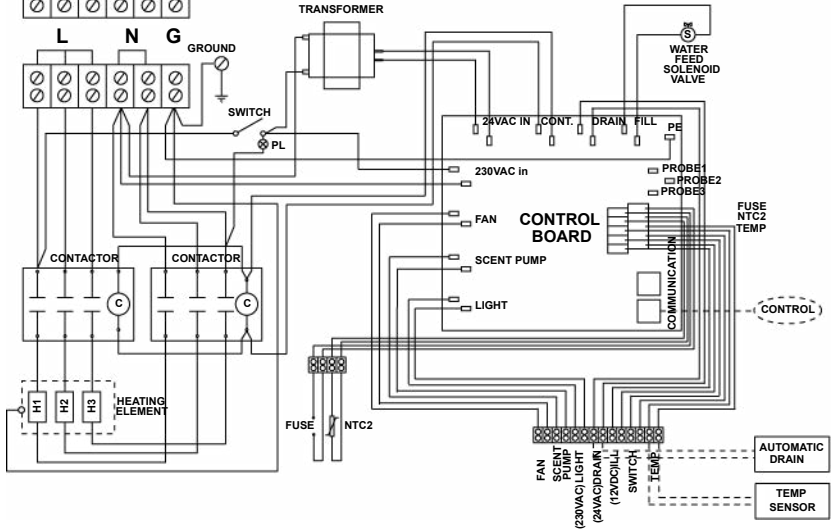 TRANSFORMER
L N G
GROUND
S
WATER
FEED
SOLENOID
VALVE
SWITCH
PL
24VAC IN CONT. DRAIN FILL
PE
230VAC in
PROBE1
PROBE2
PROBE3
FAN
CONTROL
BOARD
FUSE
NTC2
TEMP
CONTACTOR
CONTACTOR
SCENT PUMP
C
C
LIGHT
COMMUNICATION
CONTROL
H1
H2
H3
HEATING
ELEMENT
FUSE
NTC2
FAN
SCENT
PUMP
(230VAC) LIGHT
(24VAC)DRAIN
(12VDC)ILL
SWITCH
TEMP
AUTOMATIC
DRAIN
TEMP
SENSOR